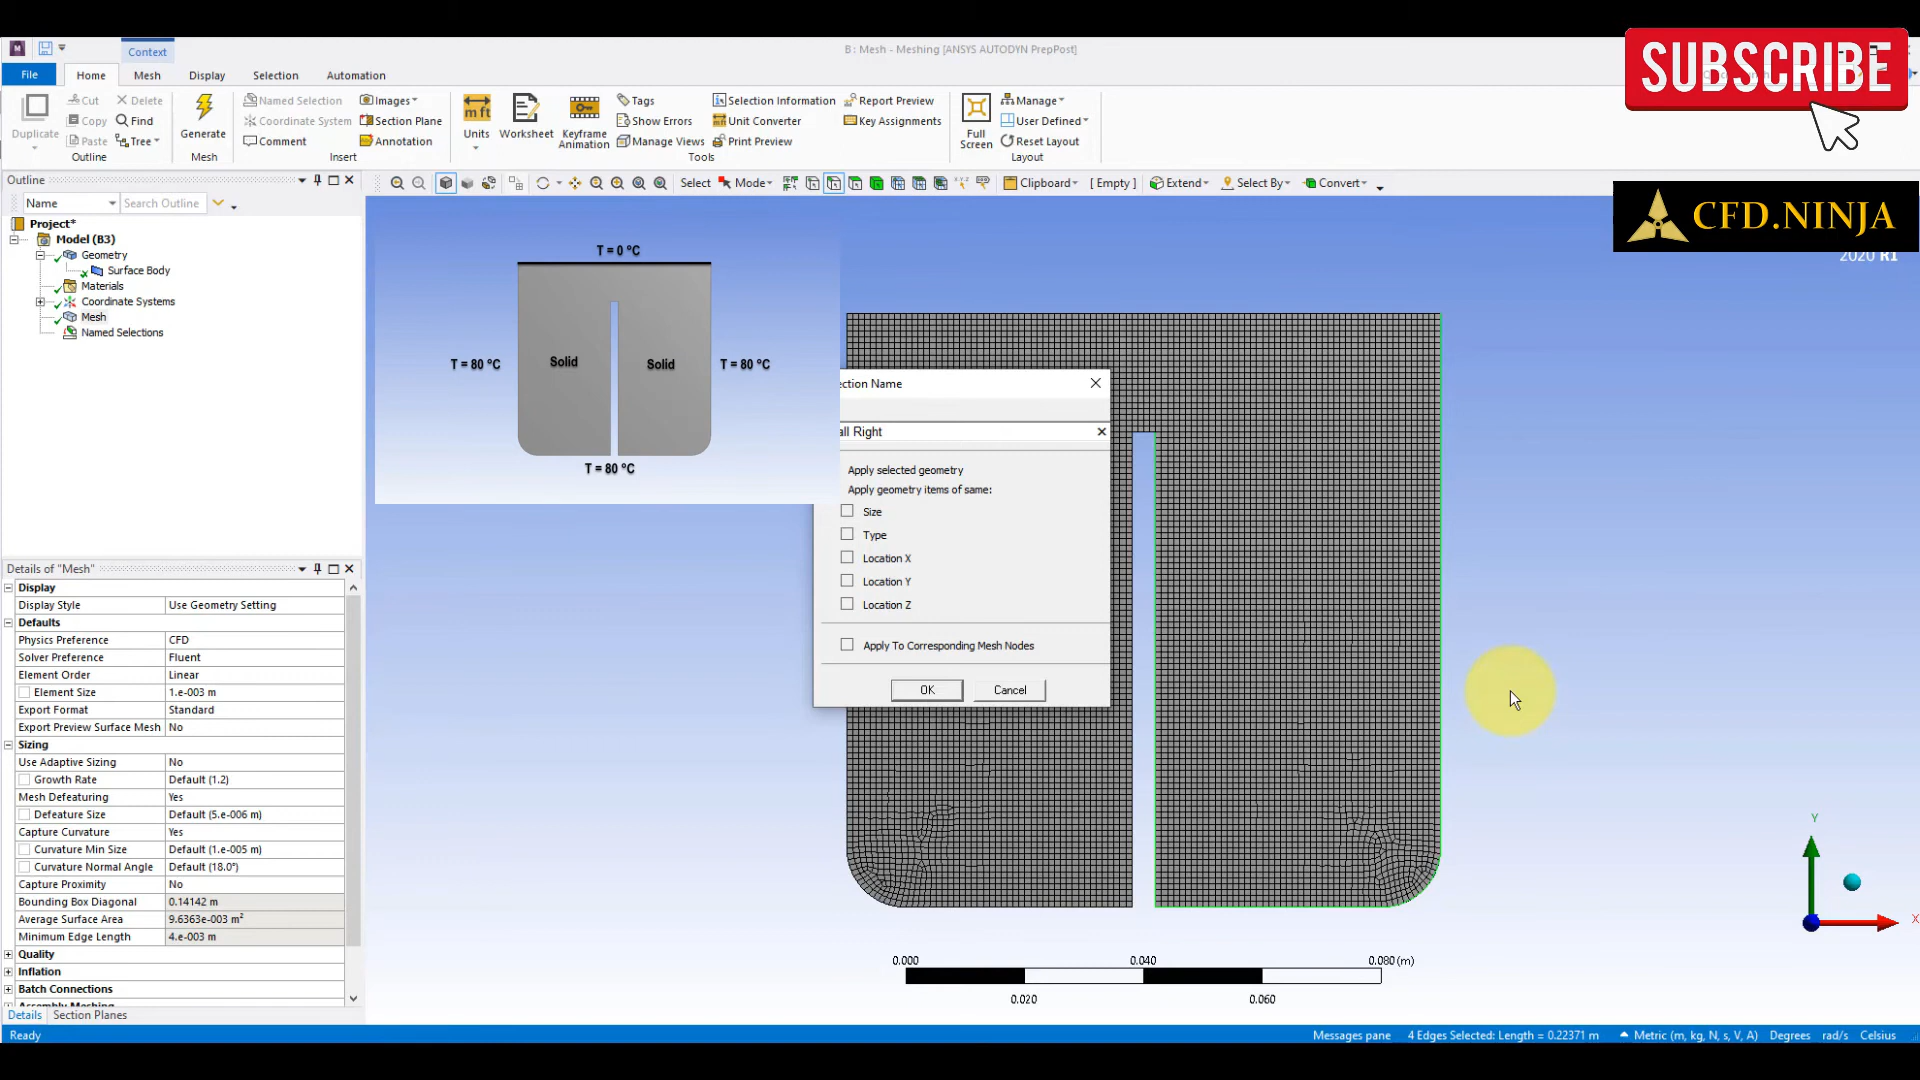 Context
B : Mesh - Meshing [ANSYS AUTODYN PrepPost]
SUBSCRIBE
File
Home
Mesh
Display
Selection
Automation
Duplicate
Cut
Delete
Copy
Find
Paste
Tree
Outline
Generate
Mesh
Named Selection
Coordinate System
Comment
Images
Section Plane
Annotation
Insert
mft
Units
Worksheet
Keyframe
Animation
Tags
Show Errors
Manage Views
Selection Information
Unit Converter
Print Preview
Tools
Report Preview
Key Assignments
Full
Screen
Manage
User Defined
Reset Layout
Layout
CFD.NINJA
2020 R1
Outline
Name
Search Outline
Select
Mode
Clipboard
[ Empty ]
Extend
Select By
Convert
Project*
Model (B3)
Geometry
Surface Body
Materials
Coordinate Systems
Mesh
Named Selections
T = 0 °C
T = 80 °C
Solid
Solid
T = 80 °C
T = 80 °C
ection Name
all Right
Apply selected geometry
Apply geometry items of same:
Size
Type
Location X
Location Y
Location Z
Apply To Corresponding Mesh Nodes
OK
Cancel
Details of "Mesh"
Display
Display Style Use Geometry Setting
Defaults
Physics Preference CFD
Solver Preference Fluent
Element Order Linear
Element Size 1.e-003 m
Export Format Standard
Export Preview Surface Mesh No
Sizing
Use Adaptive Sizing No
Growth Rate Default (1.2)
Mesh Defeaturing Yes
Defeature Size Default (5.e-006 m)
Capture Curvature Yes
Curvature Min Size Default (1.e-005 m)
Curvature Normal Angle Default (18.0°)
Capture Proximity No
Bounding Box Diagonal 0.14142 m
Average Surface Area 9.6363e-003 m²
Minimum Edge Length 4.e-003 m
Quality
Inflation
Batch Connections
Assembly Meshing
Details
Section Planes
Y
X
0.000
0.040
0.080 (m)
0.020
0.060
Ready
Messages pane
4 Edges Selected: Length = 0.22371 m
Metric (m, kg, N, s, V, A)
Degrees
rad/s
Celsius